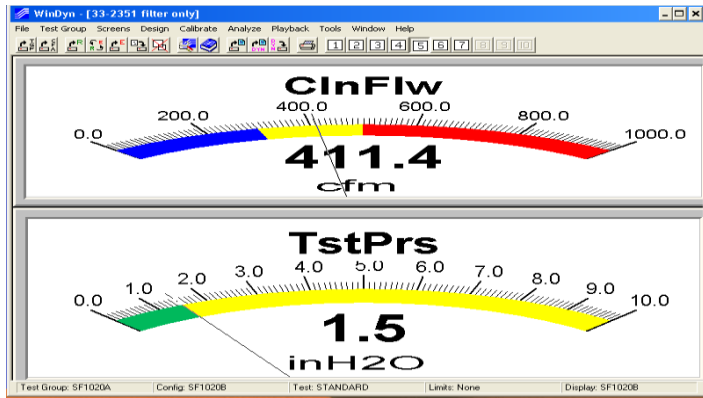 WinDyn - [33-2351 filter only]
File Test Group Screens Design Calibrate Analyze Playback Tools Window Help
1 2 3 4 5 6 7 8 9 10
ClnFlw
0.0 200.0 400.0 600.0 800.0 1000.0
411.4
cfm
TstPrs
0.0 1.0 2.0 3.0 4.0 5.0 6.0 7.0 8.0 9.0 10.0
1.5
inH2O
Test Group: SF1020A Config: SF1020B Test: STANDARD Limits: None Display: SF1020B